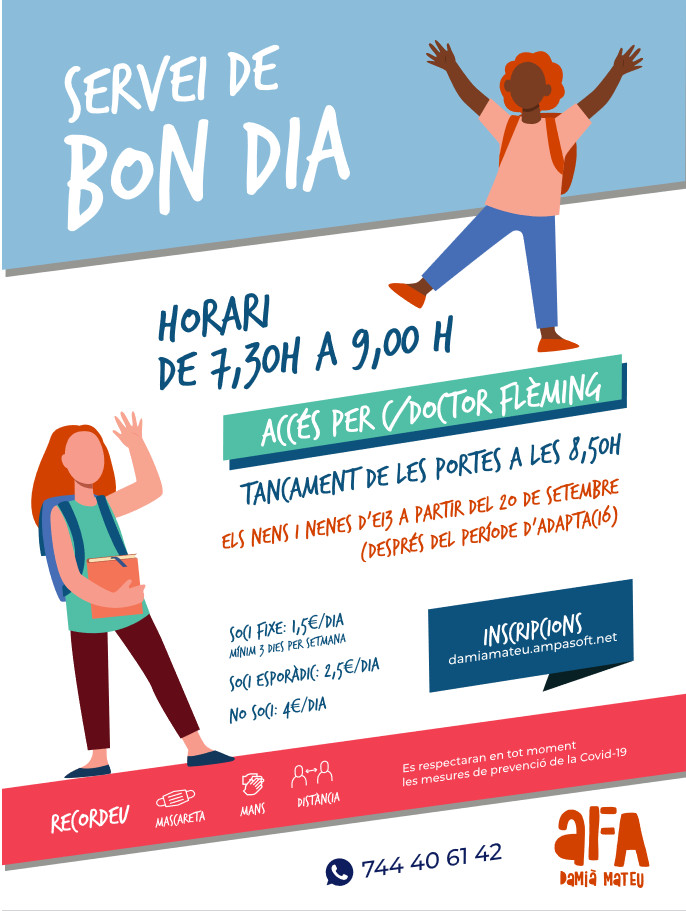 SERVEI DE
BON DIA
HORARI
DE 7,30H A 9,00 H
ACCÉS PER C/DOCTOR FLÈMING
TANCAMENT DE LES PORTES A LES 8,50H
ELS NENS I NENES D'EI3 A PARTIR DEL 20 DE SETEMBRE
(DESPRÉS DEL PERÍODE D'ADAPTACIÓ)
SOCI FIXE: 1,5€/DIA
MÍNIM 3 DIES PER SETMANA
SOCI ESPORÀDIC: 2,5€/DIA
NO SOCI: 4€/DIA
INSCRIPCIONS
damiamateu.ampasoft.net
RECORDEU
MASCARETA
MANS
DISTÀNCIA
Es respectaran en tot moment
les mesures de prevenció de la Covid-19
744 40 61 42
aFA
DAMIÀ MATEU